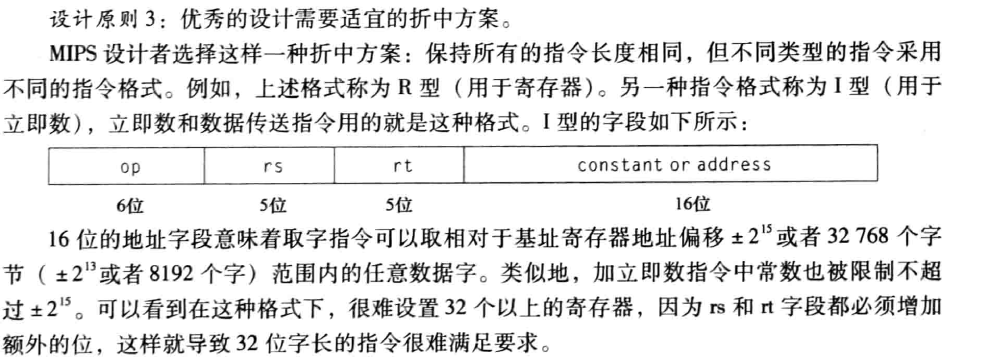 设计原则 3：优秀的设计需要适宜的折中方案。
MIPS 设计者选择这样一种折中方案：保持所有的指令长度相同，但不同类型的指令采用
不同的指令格式。例如，上述格式称为 R 型（用于寄存器）。另一种指令格式称为 I 型（用于
立即数），立即数和数据传送指令用的就是这种格式。I 型的字段如下所示：
op rs rt constant or address
6位 5位 5位 16位
16 位的地址字段意味着取字指令可以取相对于基址寄存器地址偏移 ± 2¹⁵ 或者 32 768 个字
节（ ± 2¹³ 或者 8192 个字）范围内的任意数据字。类似地，加立即数指令中常数也被限制不超
过 ± 2¹⁵。可以看到在这种格式下，很难设置 32 个以上的寄存器，因为 rs 和 rt 字段都必须增加
额外的位，这样就导致 32 位字长的指令很难满足要求。